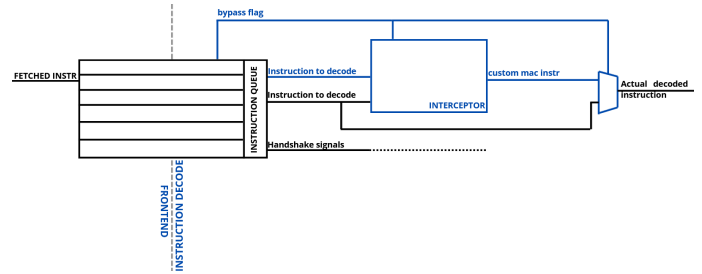 bypass flag
FETCHED INSTR
INSTRUCTION QUEUE
Instruction to decode
Instruction to decode
Handshake signals
INTERCEPTOR
custom mac instr
Actual decoded
instruction
FRONTEND
INSTRUCTION DECODE